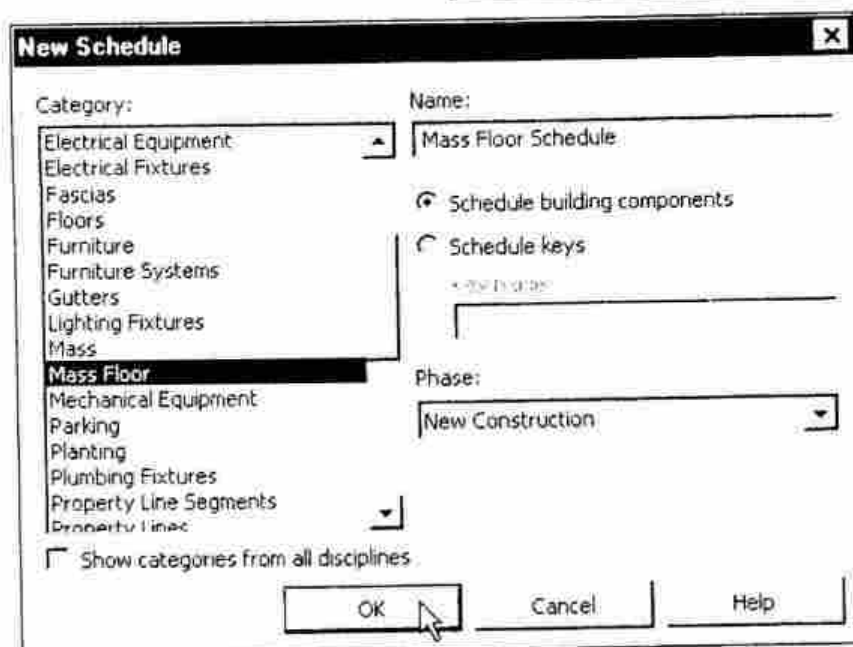 New Schedule
Category:
Electrical Equipment
Electrical Fixtures
Fascias
Floors
Furniture
Furniture Systems
Gutters
Lighting Fixtures
Mass
Mass Floor
Mechanical Equipment
Parking
Planting
Plumbing Fixtures
Property Line Segments
Property Lines
Show categories from all disciplines
Name:
Mass Floor Schedule
Schedule building components
Schedule keys
Phase:
New Construction
OK
Cancel
Help